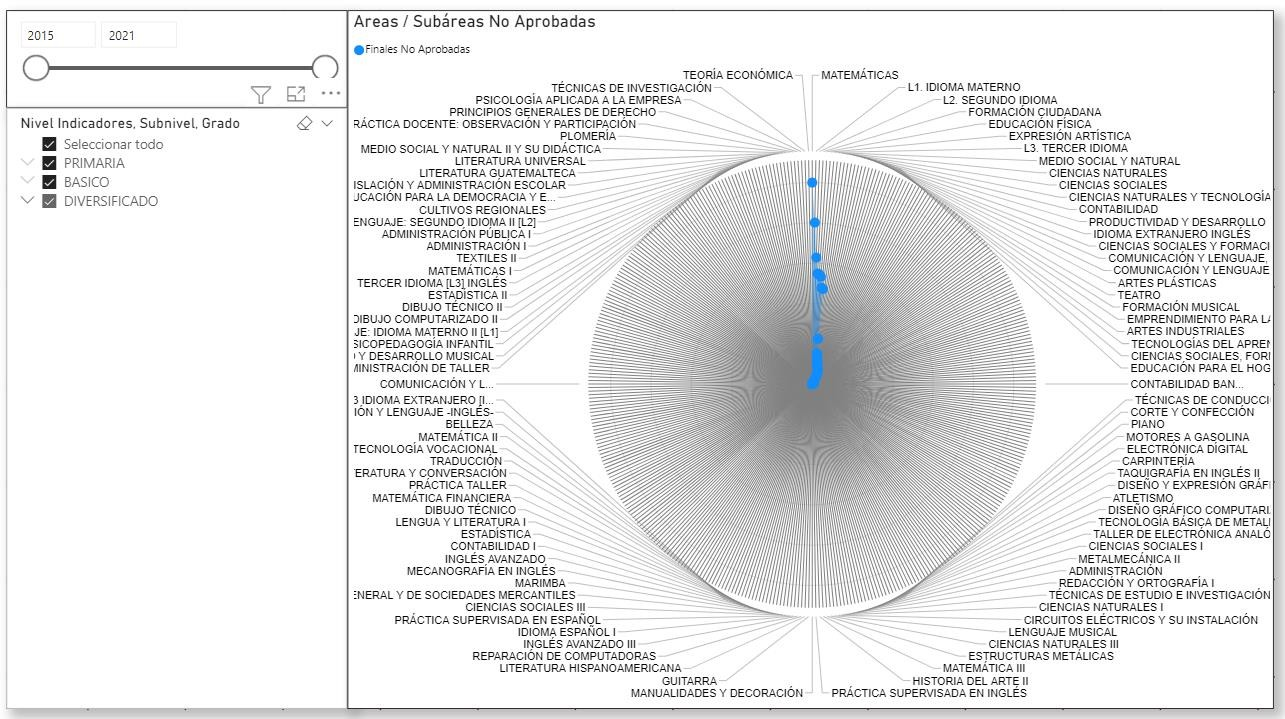 2015
2021
Nivel Indicadores, Subnivel, Grado
Seleccionar todo
PRIMARIA
BASICO
DIVERSIFICADO
Areas / Subáreas No Aprobadas
Finales No Aprobadas
TEORÍA ECONÓMICA
TÉCNICAS DE INVESTIGACIÓN
PSICOLOGÍA APLICADA A LA EMPRESA
PRINCIPIOS GENERALES DE DERECHO
RÁCTICA DOCENTE: OBSERVACIÓN Y PARTICIPACIÓN
PLOMERÍA
MEDIO SOCIAL Y NATURAL II Y SU DIDÁCTICA
LITERATURA UNIVERSAL
LITERATURA GUATEMALTECA
ISLACIÓN Y ADMINISTRACIÓN ESCOLAR
UCACIÓN PARA LA DEMOCRACIA Y E...
CULTIVOS REGIONALES
ENGUAJE: SEGUNDO IDIOMA II [L2]
ADMINISTRACIÓN PÚBLICA I
ADMINISTRACIÓN I
TEXTILES II
MATEMÁTICAS I
TERCER IDIOMA [L3] INGLÉS
ESTADÍSTICA II
DIBUJO TÉCNICO II
DIBUJO COMPUTARIZADO II
JE: IDIOMA MATERNO II [L1]
SICOPEDAGOGÍA INFANTIL
Y DESARROLLO MUSICAL
MINISTRACIÓN DE TALLER
COMUNICACIÓN Y L...
3 IDIOMA EXTRANJERO [I...
IÓN Y LENGUAJE -INGLÉS-
BELLEZA
MATEMÁTICA II
TECNOLOGÍA VOCACIONAL
TRADUCCIÓN
ERATURA Y CONVERSACIÓN
PRÁCTICA TALLER
MATEMÁTICA FINANCIERA
DIBUJO TÉCNICO
LENGUA Y LITERATURA I
ESTADÍSTICA
CONTABILIDAD I
INGLÉS AVANZADO
MECANOGRAFÍA EN INGLÉS
MARIMBA
ENERAL Y DE SOCIEDADES MERCANTILES
CIENCIAS SOCIALES III
PRÁCTICA SUPERVISADA EN ESPAÑOL
IDIOMA ESPAÑOL I
INGLÉS AVANZADO III
REPARACIÓN DE COMPUTADORAS
LITERATURA HISPANOAMERICANA
GUITARRA
MANUALIDADES Y DECORACIÓN
MATEMÁTICAS
L1. IDIOMA MATERNO
L2. SEGUNDO IDIOMA
FORMACIÓN CIUDADANA
EDUCACIÓN FÍSICA
EXPRESIÓN ARTÍSTICA
L3. TERCER IDIOMA
MEDIO SOCIAL Y NATURAL
CIENCIAS NATURALES
CIENCIAS SOCIALES
CIENCIAS NATURALES Y TECNOLOGÍA
CONTABILIDAD
PRODUCTIVIDAD Y DESARROLLO
IDIOMA EXTRANJERO INGLÉS
CIENCIAS SOCIALES Y FORMACI
COMUNICACIÓN Y LENGUAJE,
COMUNICACIÓN Y LENGUAJE
ARTES PLÁSTICAS
TEATRO
FORMACIÓN MUSICAL
EMPRENDIMIENTO PARA LA
ARTES INDUSTRIALES
TECNOLOGÍAS DEL APREN
CIENCIAS SOCIALES, FOR
EDUCACIÓN PARA EL HOG
CONTABILIDAD BAN...
TÉCNICAS DE CONDUCCI
CORTE Y CONFECCIÓN
PIANO
MOTORES A GASOLINA
ELECTRÓNICA DIGITAL
CARPINTERÍA
TAQUIGRAFÍA EN INGLÉS II
DISEÑO Y EXPRESIÓN GRÁFI
ATLETISMO
DISEÑO GRÁFICO COMPUTARI
TECNOLOGÍA BÁSICA DE METAL
TALLER DE ELECTRÓNICA ANALÓ
CIENCIAS SOCIALES I
METALMECÁNICA II
ADMINISTRACIÓN
REDACCIÓN Y ORTOGRAFÍA I
TÉCNICAS DE ESTUDIO E INVESTIGACIÓN
CIENCIAS NATURALES I
CIRCUITOS ELÉCTRICOS Y SU INSTALACIÓN
LENGUAJE MUSICAL
CIENCIAS NATURALES III
ESTRUCTURAS METÁLICAS
MATEMÁTICA III
HISTORIA DEL ARTE II
PRÁCTICA SUPERVISADA EN INGLÉS